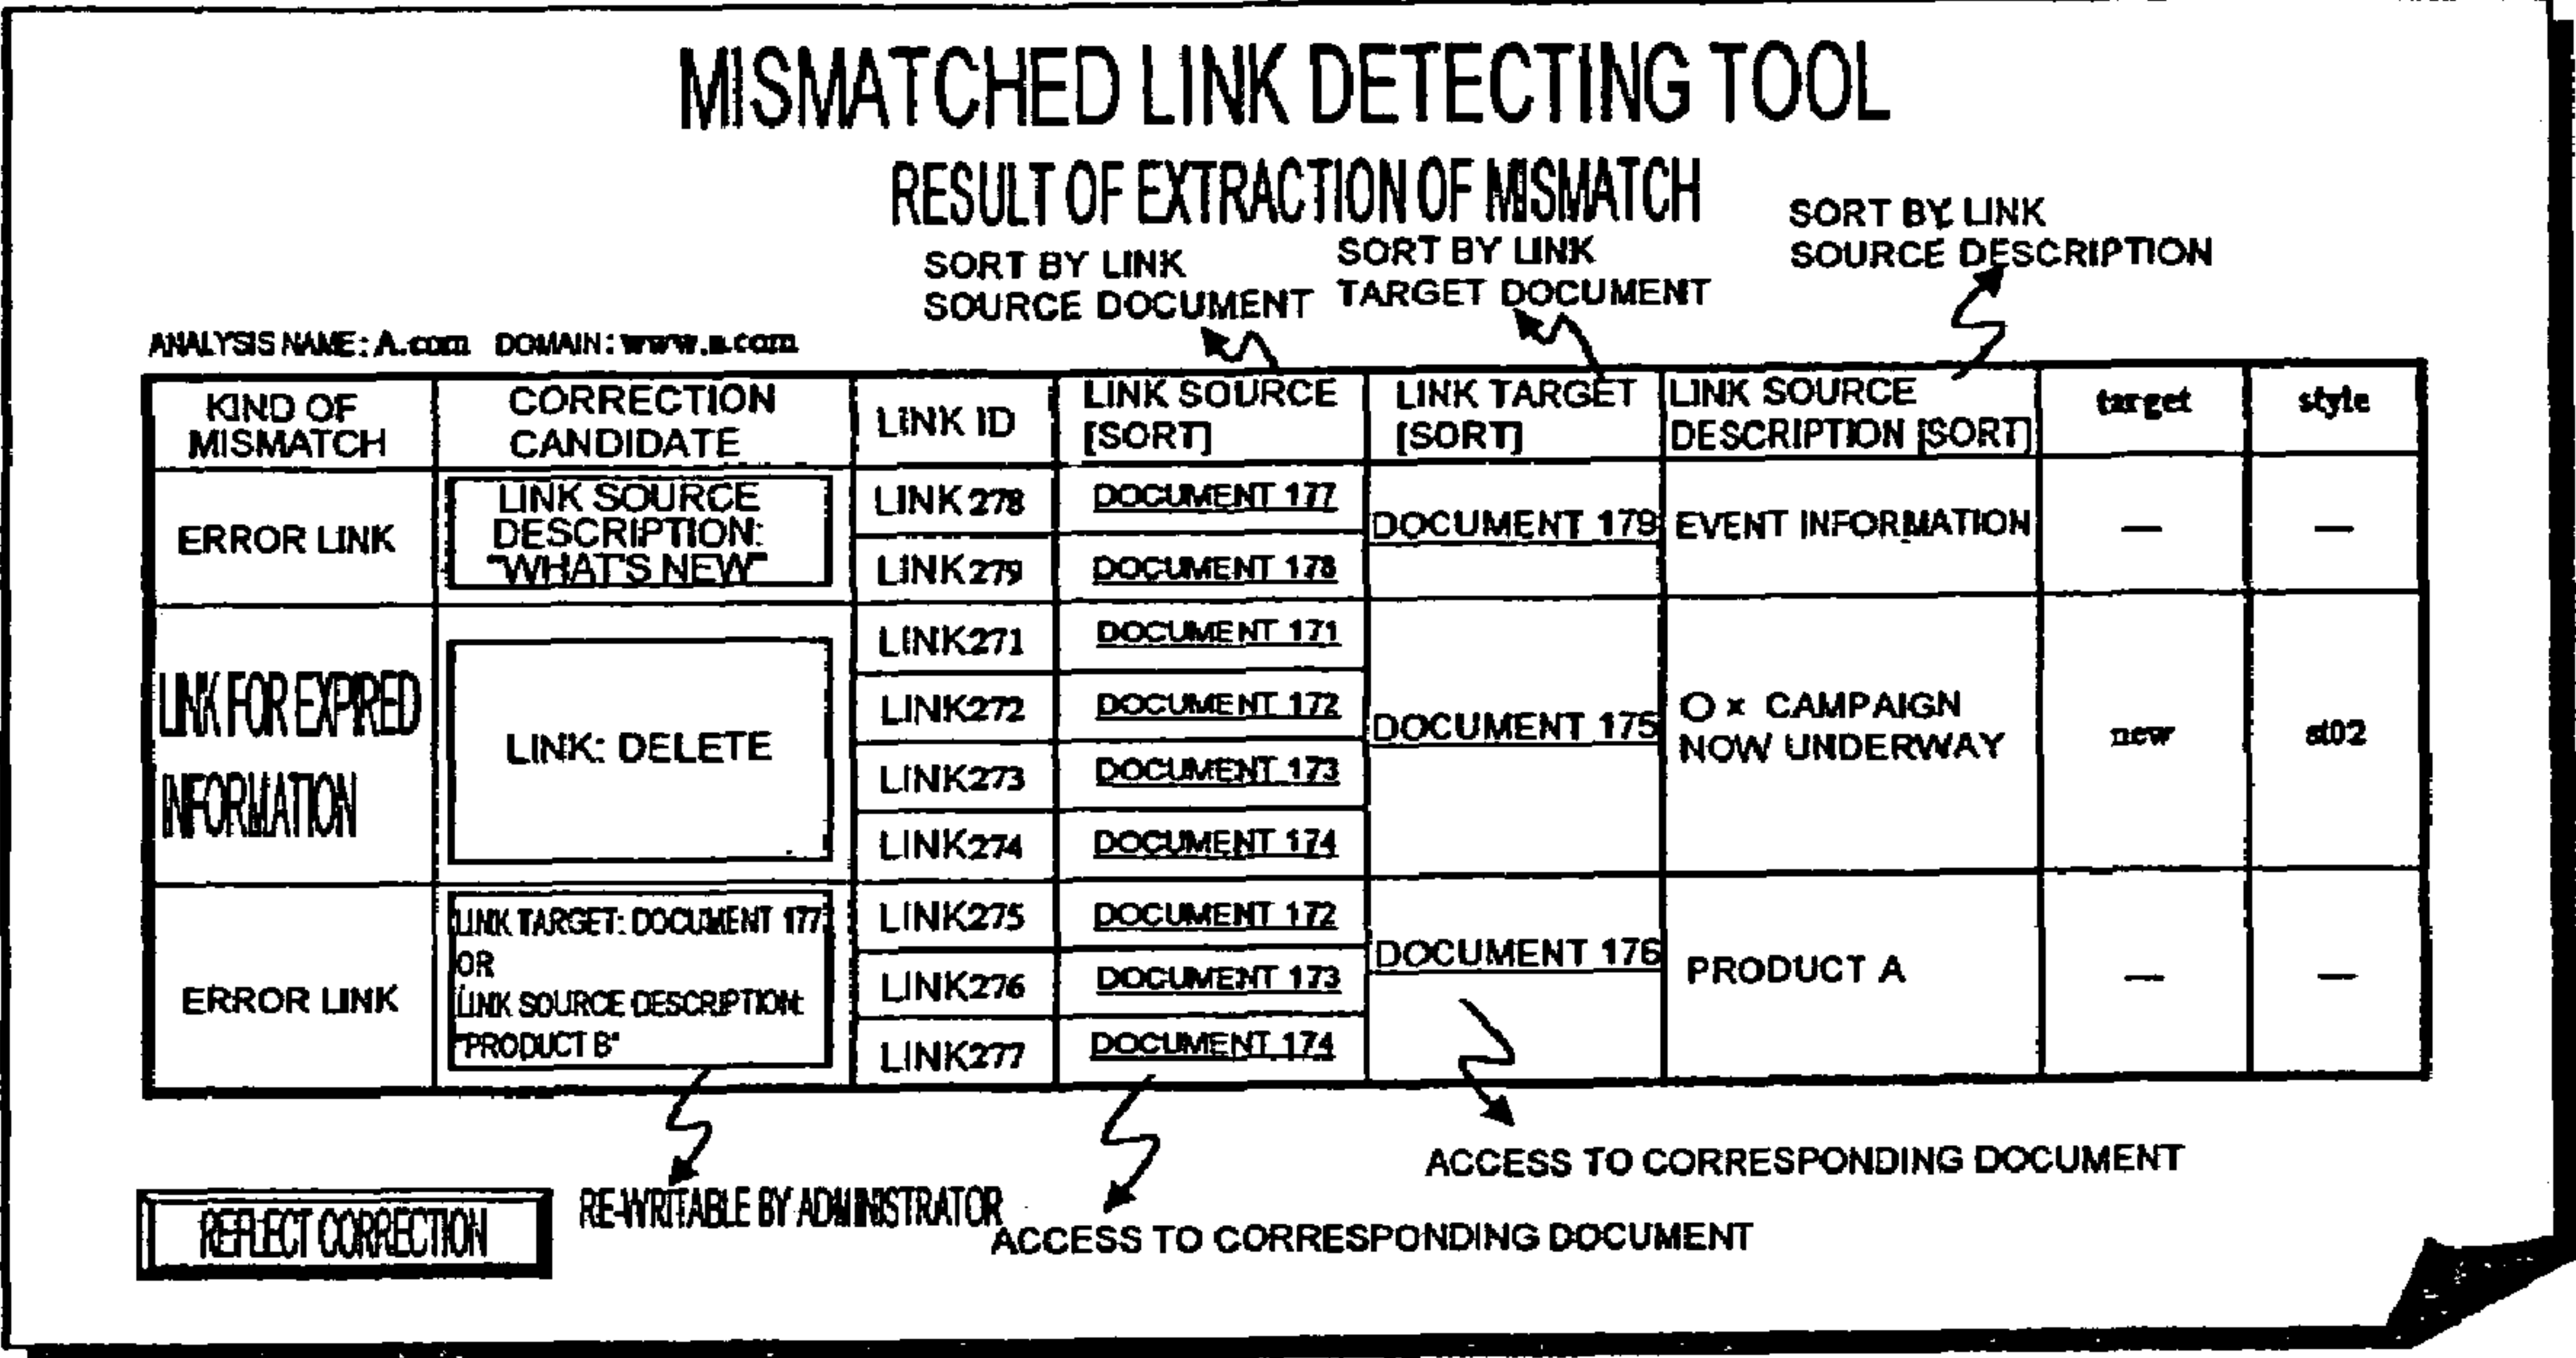 MISMATCHED LINK DETECTING TOOL
RESULT OF EXTRACTION OF MISMATCH
SORT BY LINK
SOURCE DOCUMENT
SORT BY LINK
TARGET DOCUMENT
SORT BY LINK
SOURCE DESCRIPTION
ANALYSIS NAME: A.com DOMAIN: www.a.com
KIND OF
MISMATCH
CORRECTION
CANDIDATE
LINK ID
LINK SOURCE
[SORT]
LINK TARGET
[SORT]
LINK SOURCE
DESCRIPTION [SORT]
target
style
ERROR LINK
LINK SOURCE
DESCRIPTION:
"WHAT'S NEW"
LINK278
DOCUMENT 177
LINK279
DOCUMENT 178
DOCUMENT 179
EVENT INFORMATION
—
—
LINK FOR EXPIRED
INFORMATION
LINK: DELETE
LINK271
DOCUMENT 171
LINK272
DOCUMENT 172
LINK273
DOCUMENT 173
LINK274
DOCUMENT 174
DOCUMENT 175
○ × CAMPAIGN
NOW UNDERWAY
new
st02
ERROR LINK
LINK TARGET: DOCUMENT 177
OR
LINK SOURCE DESCRIPTION:
"PRODUCT B"
LINK275
DOCUMENT 172
LINK276
DOCUMENT 173
LINK277
DOCUMENT 174
DOCUMENT 176
PRODUCT A
—
—
ACCESS TO CORRESPONDING DOCUMENT
RE-WRITABLE BY ADMINISTRATOR
ACCESS TO CORRESPONDING DOCUMENT
REFLECT CORRECTION